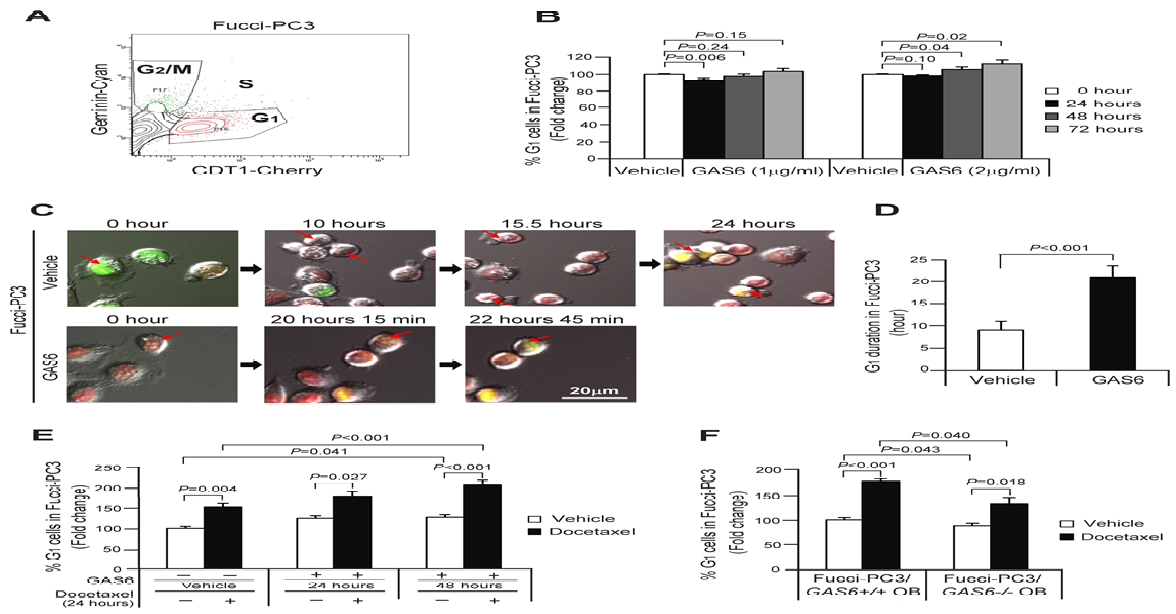 A
Fucci-PC3
Geminin-Cyan
G2/M
S
G1
CDT1-Cherry
B
% G1 cells in Fucci-PC3
(Fold change)
P=0.15
P=0.24
P=0.006
P=0.02
P=0.04
P=0.10
120
100
80
60
40
20
0
Vehicle
GAS6 (1µg/ml)
Vehicle
GAS6 (2µg/ml)
0 hour
24 hours
48 hours
72 hours
C
Fucci-PC3
Vehicle
0 hour
10 hours
15.5 hours
24 hours
GAS6
0 hour
20 hours 15 min
22 hours 45 min
20µm
D
G1 duration in Fucci-PC3
(hour)
P<0.001
25
20
15
10
5
0
Vehicle
GAS6
E
% G1 cells in Fucci-PC3
(Fold change)
P<0.001
P=0.041
P=0.004
P=0.027
P<0.001
250
200
150
100
50
0
Vehicle
Docetaxel
GAS6 − − + + + +
Vehicle 24 hours 48 hours
Docetaxel − + − + − +
(24 hours)
F
% G1 cells in Fucci-PC3
(Fold change)
P=0.040
P=0.043
P<0.001
P=0.018
200
150
100
50
0
Vehicle
Docetaxel
Fucci-PC3/
GAS6+/+ OB
Fucci-PC3/
GAS6-/- OB